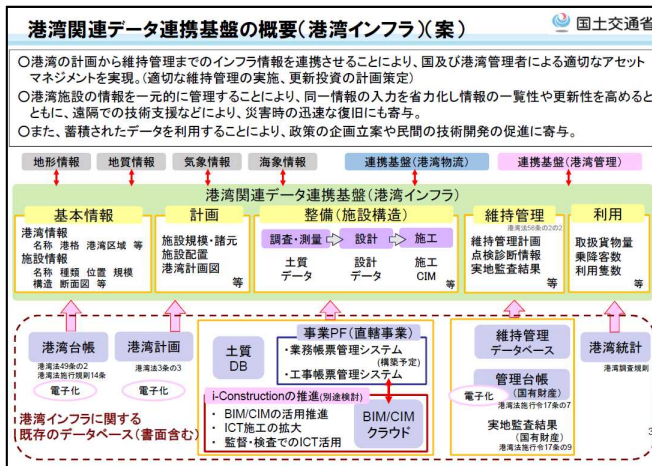 港湾関連データ連携基盤の概要(港湾インフラ)(案)
国土交通省
○港湾の計画から維持管理までのインフラ情報を連携させることにより、国及び港湾管理者による適切なアセット
マネジメントを実現。(適切な維持管理の実施、更新投資の計画策定)
○港湾施設の情報を一元的に管理することにより、同一情報の入力を省力化し情報の一覧性や更新性を高めると
ともに、遠隔での技術支援などにより、災害時の迅速な復旧にも寄与。
○また、蓄積されたデータを利用することにより、政策の企画立案や民間の技術開発の促進に寄与。
地形情報 地質情報 気象情報 海象情報 連携基盤(港湾物流) 連携基盤(港湾管理)
港湾関連データ連携基盤(港湾インフラ)
基本情報
港湾情報
名称 港格 港湾区域 等
施設情報
名称 種類 位置 規模
構造 断面図 等
計画
施設規模・諸元
施設配置
港湾計画図
等
整備(施設構造)
調査・測量 設計 施工
土質 設計 施工
データ データ CIM
等
維持管理
港湾法56条の2の2
維持管理計画
点検診断情報
実地監査結果
等
利用
取扱貨物量
乗降客数
利用隻数
等
港湾台帳
港湾法49条の2
港湾法施行規則14条
電子化
港湾計画
港湾法3条の3
電子化
土質
DB
事業PF(直轄事業)
・業務帳票管理システム
(構築予定)
・工事帳票管理システム
i-Constructionの推進(別途検討)
・ BIM/CIMの活用推進
・ ICT施工の拡大
・ 監督・検査でのICT活用
BIM/CIM
クラウド
維持管理
データベース
管理台帳
(国有財産)
電子化
港湾法施行令17条の7
実地監査結果
(国有財産)
港湾法施行令17条の9
港湾統計
港湾調査規則
港湾インフラに関する
既存のデータベース(書面含む)
3